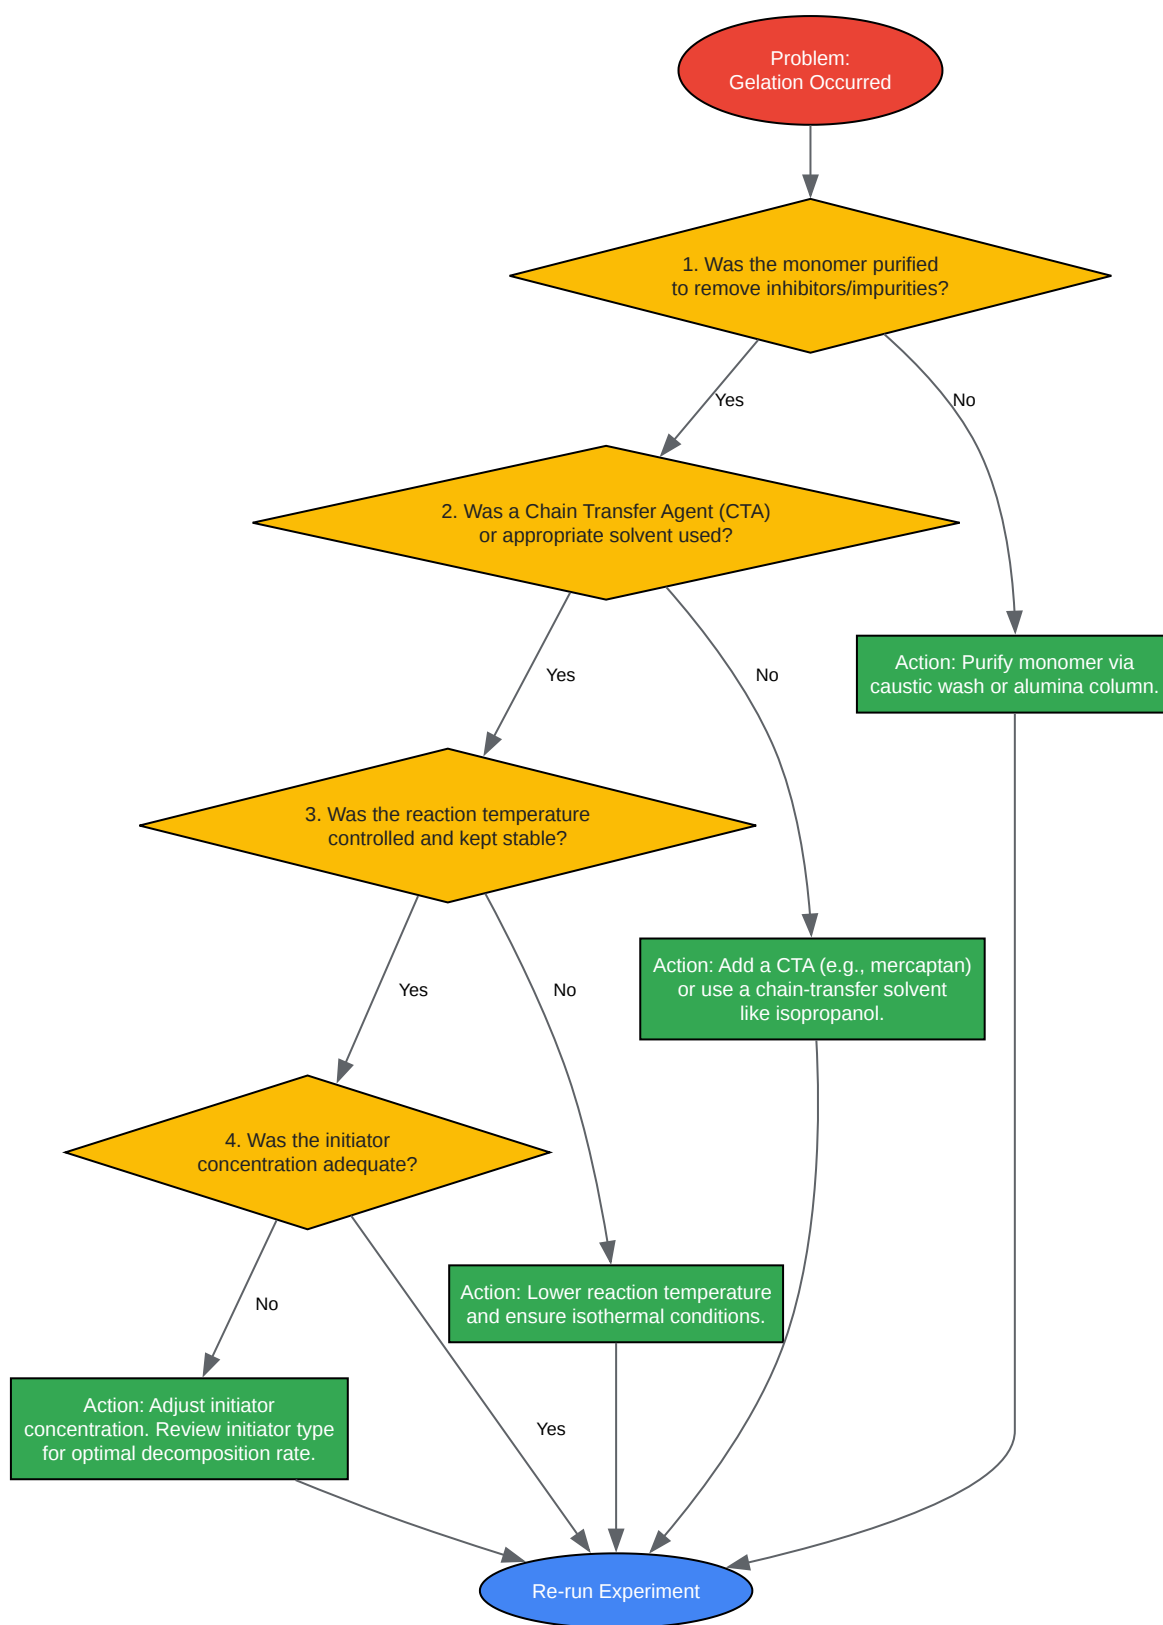 Problem:
Gelation Occurred
1. Was the monomer purified
to remove inhibitors/impurities?
Yes
No
2. Was a Chain Transfer Agent (CTA)
or appropriate solvent used?
Yes
No
Action: Purify monomer via
caustic wash or alumina column.
3. Was the reaction temperature
controlled and kept stable?
Yes
No
Action: Add a CTA (e.g., mercaptan)
or use a chain-transfer solvent
like isopropanol.
4. Was the initiator
concentration adequate?
No
Yes
Action: Lower reaction temperature
and ensure isothermal conditions.
Action: Adjust initiator
concentration. Review initiator type
for optimal decomposition rate.
Re-run Experiment